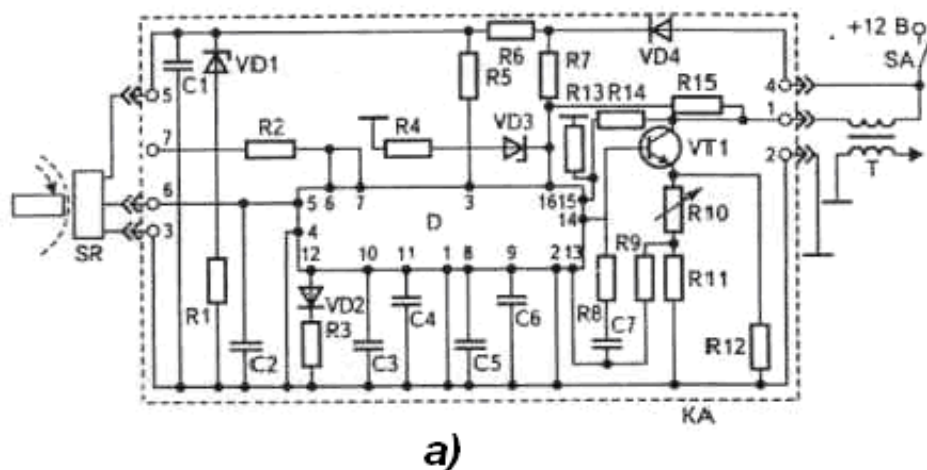 +12 В
SA
R6
VD4
R7
R5
VD1
C1
5
4
R15
R13 R14
1
R2
R4
VD3
VT1
7
2
T
6
5 6 7 3 16 15
14
R10
SR
3
4
D
12 10 11 1 8 9 2 13
R9
R11
VD2
R8
R1
R3
C4
C6
C7
C2
C3
C5
R12
KA
а)